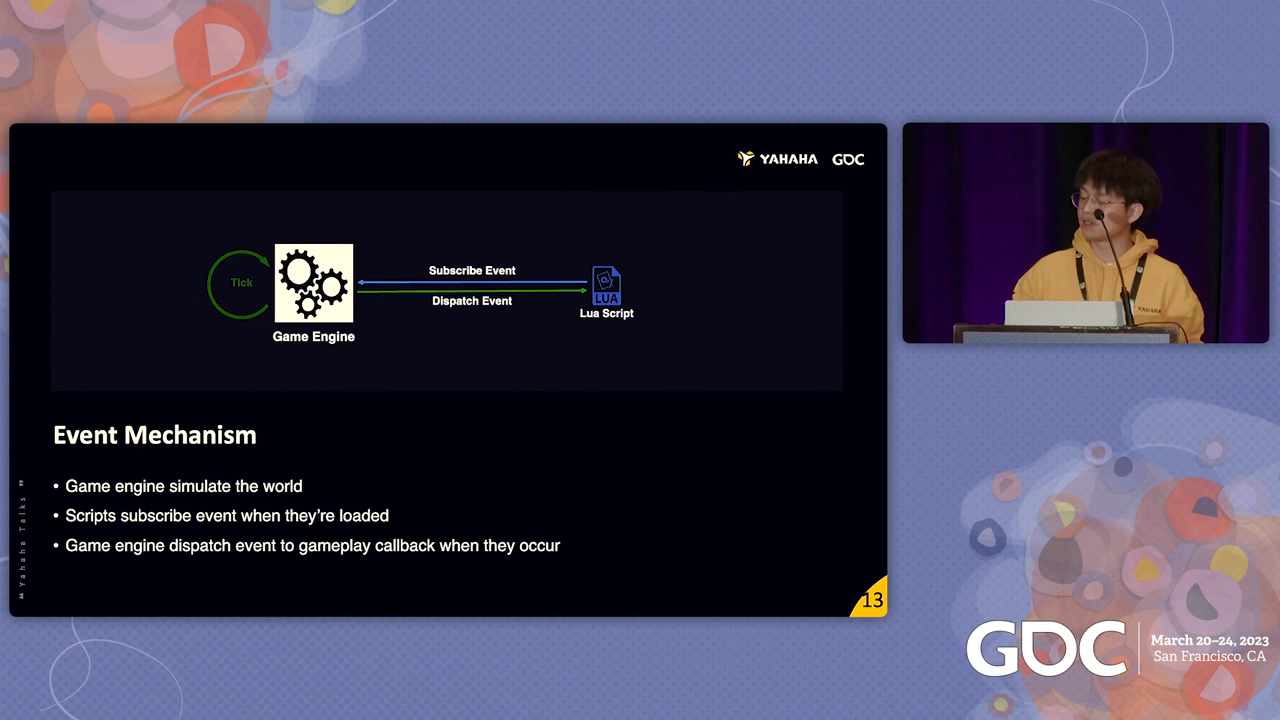 YAHAHA GDC
Tick
Subscribe Event
Dispatch Event
LUA
Lua Script
Game Engine
Event Mechanism
• Game engine simulate the world
• Scripts subscribe event when they’re loaded
• Game engine dispatch event to gameplay callback when they occur
Yahaha Talks
13
YAHAHA
GDC
March 20–24, 2023
San Francisco, CA